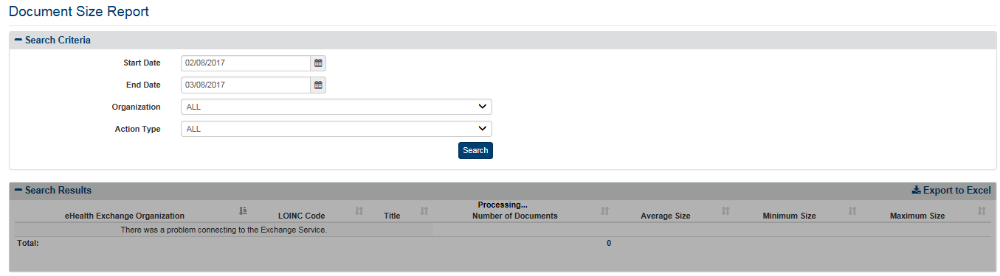 Document Size Report
Search Criteria
Start Date 02/08/2017
End Date 03/08/2017
Organization ALL
Action Type ALL
Search
Search Results Export to Excel
Processing...
eHealth Exchange Organization LOINC Code Title Number of Documents Average Size Minimum Size Maximum Size
There was a problem connecting to the Exchange Service.
Total: 0